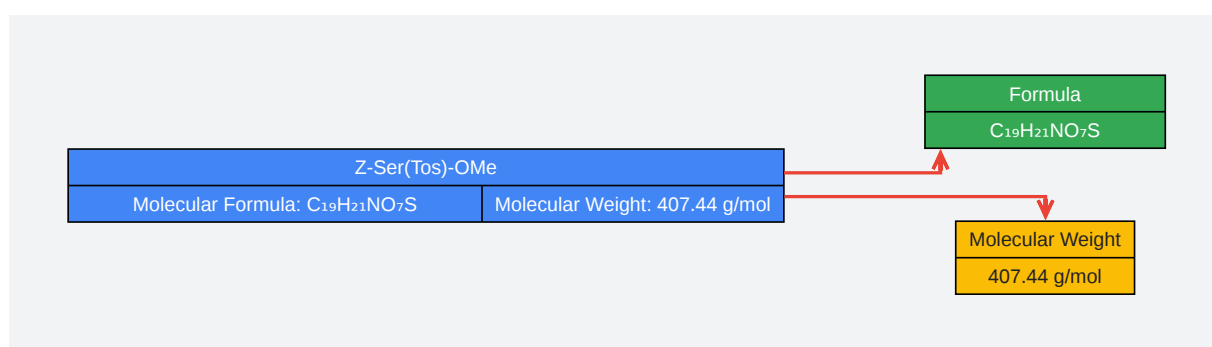 Formula
C₁₉H₂₁NO₇S
Z-Ser(Tos)-OMe
Molecular Formula: C₁₉H₂₁NO₇S
Molecular Weight: 407.44 g/mol
Molecular Weight
407.44 g/mol